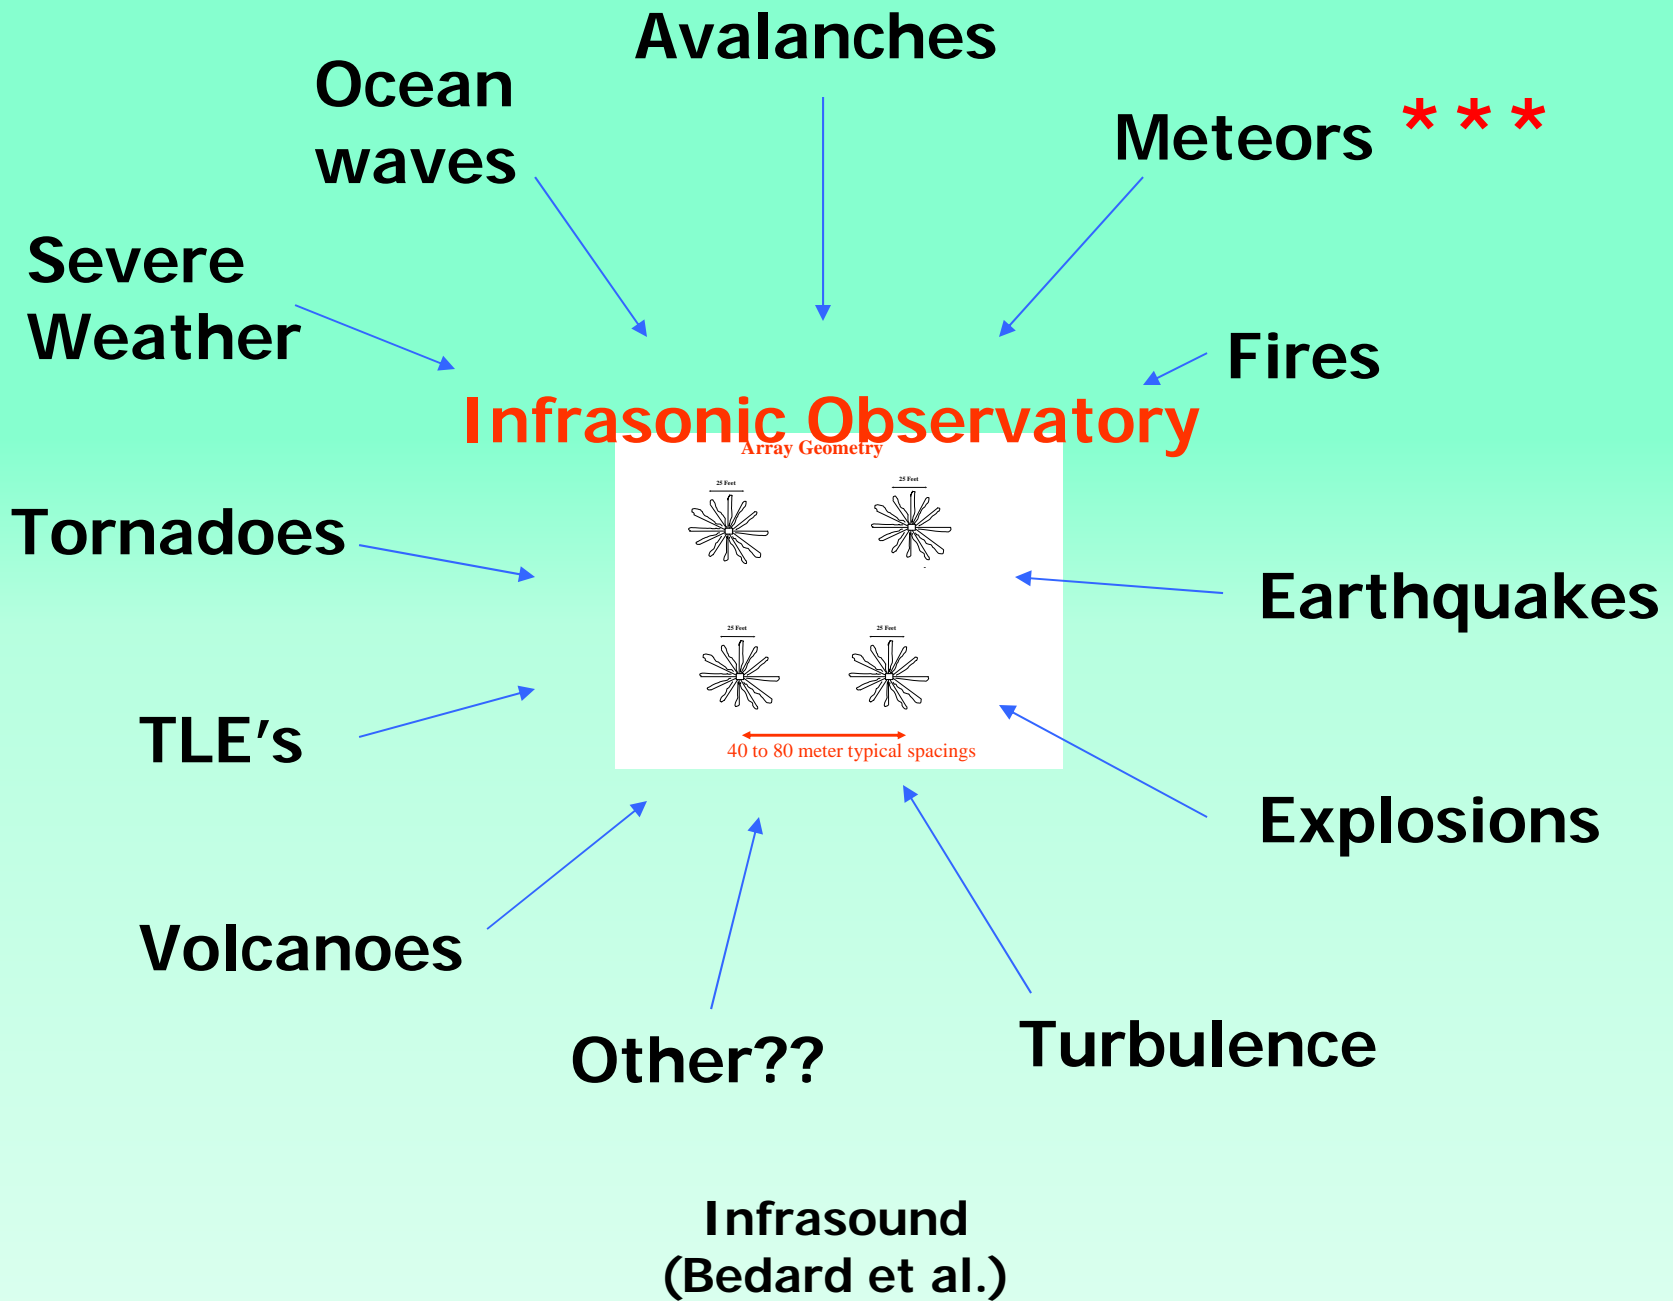 Avalanches
Ocean
waves
Meteors ***
Severe
Weather
Fires
Infrasonic Observatory
Array Geometry
25 Feet
25 Feet
Tornadoes
Earthquakes
25 Feet
25 Feet
TLE's
40 to 80 meter typical spacings
Explosions
Volcanoes
Other??
Turbulence
Infrasound
(Bedard et al.)